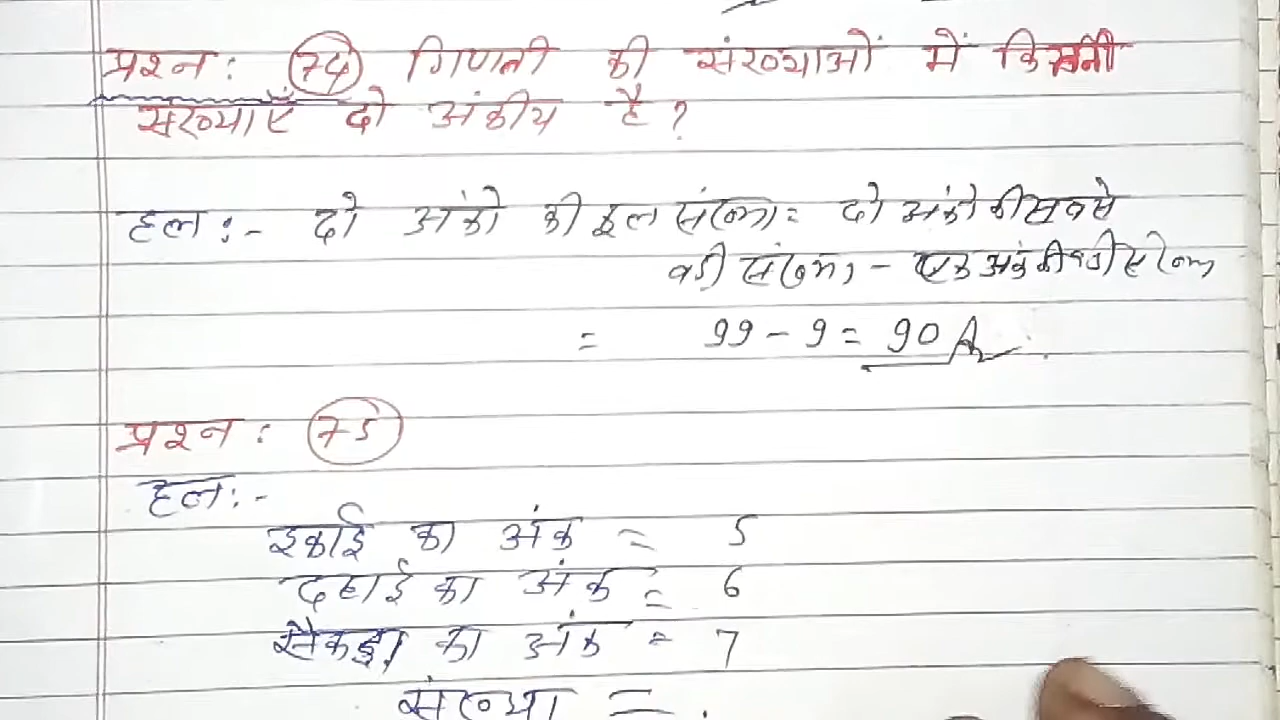 प्रश्न : 74 गिणती की संख्याओं में कितनी
संख्याएँ दो अंकीय है ?
हल :- दो अंको की कुल संख्या = दो अंको की सबसे
बडी संख्या - एक अंक की बडी संख्या
= 99 - 9 = 90 A
प्रश्न : 75
हल :-
इकाई का अंक = 5
दहाई का अंक = 6
सैकड़ा का अंक = 7
संख्या = .